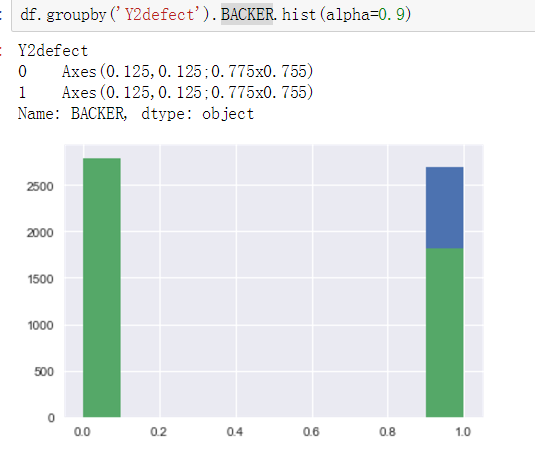 : df.groupby('Y2defect').BACKER.hist(alpha=0.9)
: Y2defect
0 Axes(0.125,0.125;0.775x0.755)
1 Axes(0.125,0.125;0.775x0.755)
Name: BACKER, dtype: object
2500
2000
1500
1000
500
0
0.0 0.2 0.4 0.6 0.8 1.0